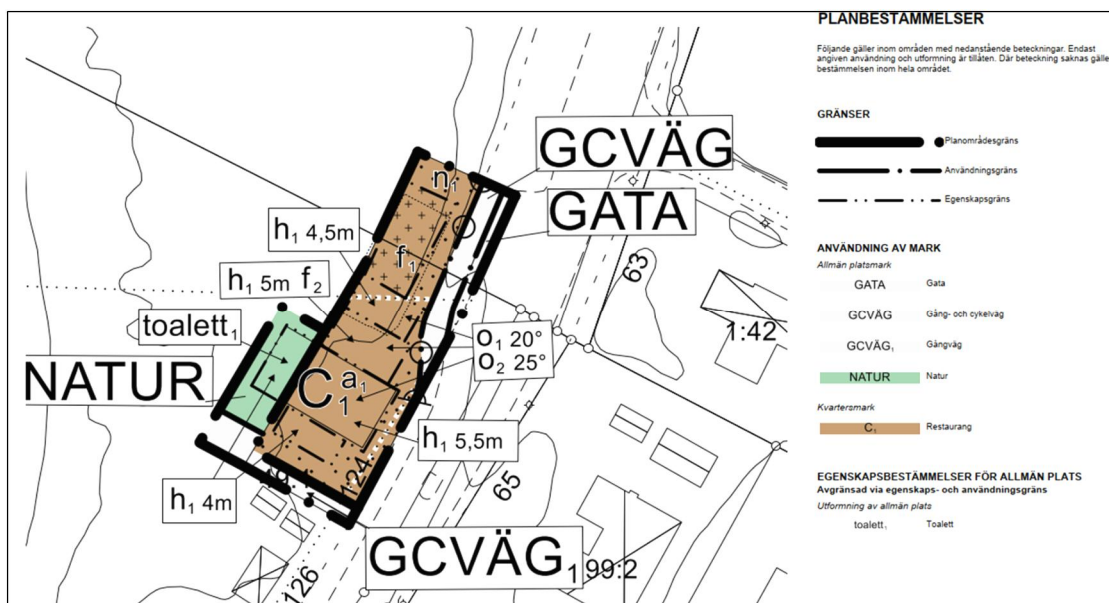 GCVÄG
n₁
GATA
h₁ 4,5m
f₁
h₁ 5m f₂
63
toalett₁
O₁ 20°
O₂ 25°
1:42
NATUR
C₁ a₁
h₁ 5,5m
124
65
h₁ 4m
GCVÄG₁
99:2
126
PLANBESTÄMMELSER
Följande gäller inom områden med nedanstående beteckningar. Endast
angiven användning och utformning är tillåten. Där beteckning saknas gälle
bestämmelsen inom hela området.
GRÄNSER
Planområdesgräns
Användningsgräns
Egenskapsgräns
ANVÄNDNING AV MARK
Allmän platsmark
GATA Gata
GCVÄG Gång- och cykelväg
GCVÄG₁ Gångväg
NATUR Natur
Kvartersmark
C₁ Restaurang
EGENSKAPSBESTÄMMELSER FÖR ALLMÄN PLATS
Avgränsad via egenskaps- och användningsgräns
Utformning av allmän plats
toalett₁ Toalett